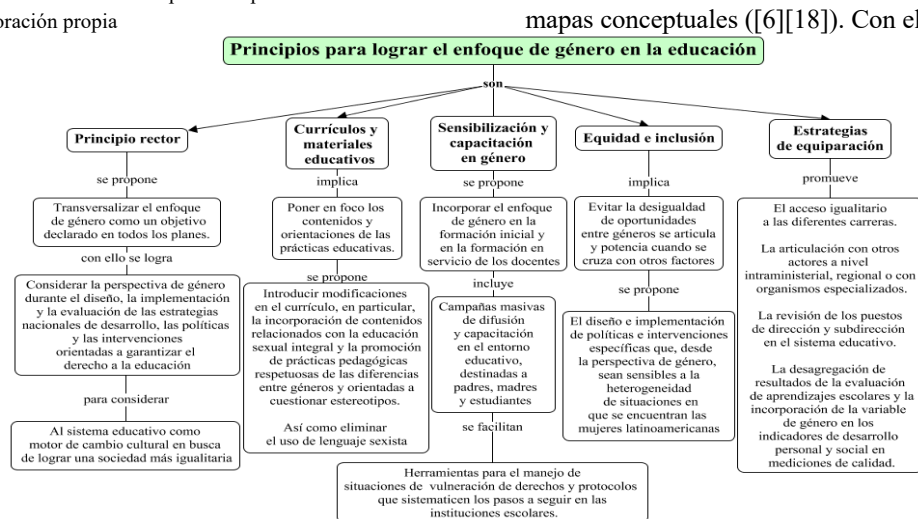 oración propia
mapas conceptuales ([6][18]). Con el
Principios para lograr el enfoque de género en la educación
son
Principio rector
se propone
Transversalizar el enfoque
de género como un objetivo
declarado en todos los planes.
con ello se logra
Considerar la perspectiva de género
durante el diseño, la implementación
y la evaluación de las estrategias
nacionales de desarrollo, las políticas
y las intervenciones
orientadas a garantizar el
derecho a la educación
para considerar
Al sistema educativo como
motor de cambio cultural en busca
de lograr una sociedad más igualitaria
Currículos y
materiales
educativos
implica
Poner en foco los
contenidos y
orientaciones de las
prácticas educativas.
se propone
Introducir modificaciones
en el currículo, en particular,
la incorporación de contenidos
relacionados con la educación
sexual integral y la promoción
de prácticas pedagógicas
respetuosas de las diferencias
entre géneros y orientadas a
cuestionar estereotipos.
Así como eliminar
el uso de lenguaje sexista
Sensibilización y
capacitación
en género
se propone
Incorporar el enfoque
de género en la
formación inicial y
en la formación en
servicio de los docentes
incluye
Campañas masivas
de difusión
y capacitación
en el entorno
educativo,
destinadas a
padres, madres
y estudiantes
se facilitan
Herramientas para el manejo de
situaciones de vulneración de derechos y protocolos
que sistematicen los pasos a seguir en las
instituciones escolares.
Equidad e inclusión
implica
Evitar la desigualdad
de oportunidades
entre géneros se articula
y potencia cuando se
cruza con otros factores
se propone
El diseño e implementación
de políticas e intervenciones
específicas que, desde
la perspectiva de género,
sean sensibles a la
heterogeneidad
de situaciones en
que se encuentran las
mujeres latinoamericanas
Estrategias
de equiparación
promueve
El acceso igualitario
a las diferentes carreras.
La articulación con otros
actores a nivel
intraministerial, regional o con
organismos especializados.
La revisión de los puestos
de dirección y subdirección
en el sistema educativo.
La desagregación de
resultados de la evaluación
de aprendizajes escolares y la
incorporación de la variable
de género en los
indicadores de desarrollo
personal y social en
mediciones de calidad.